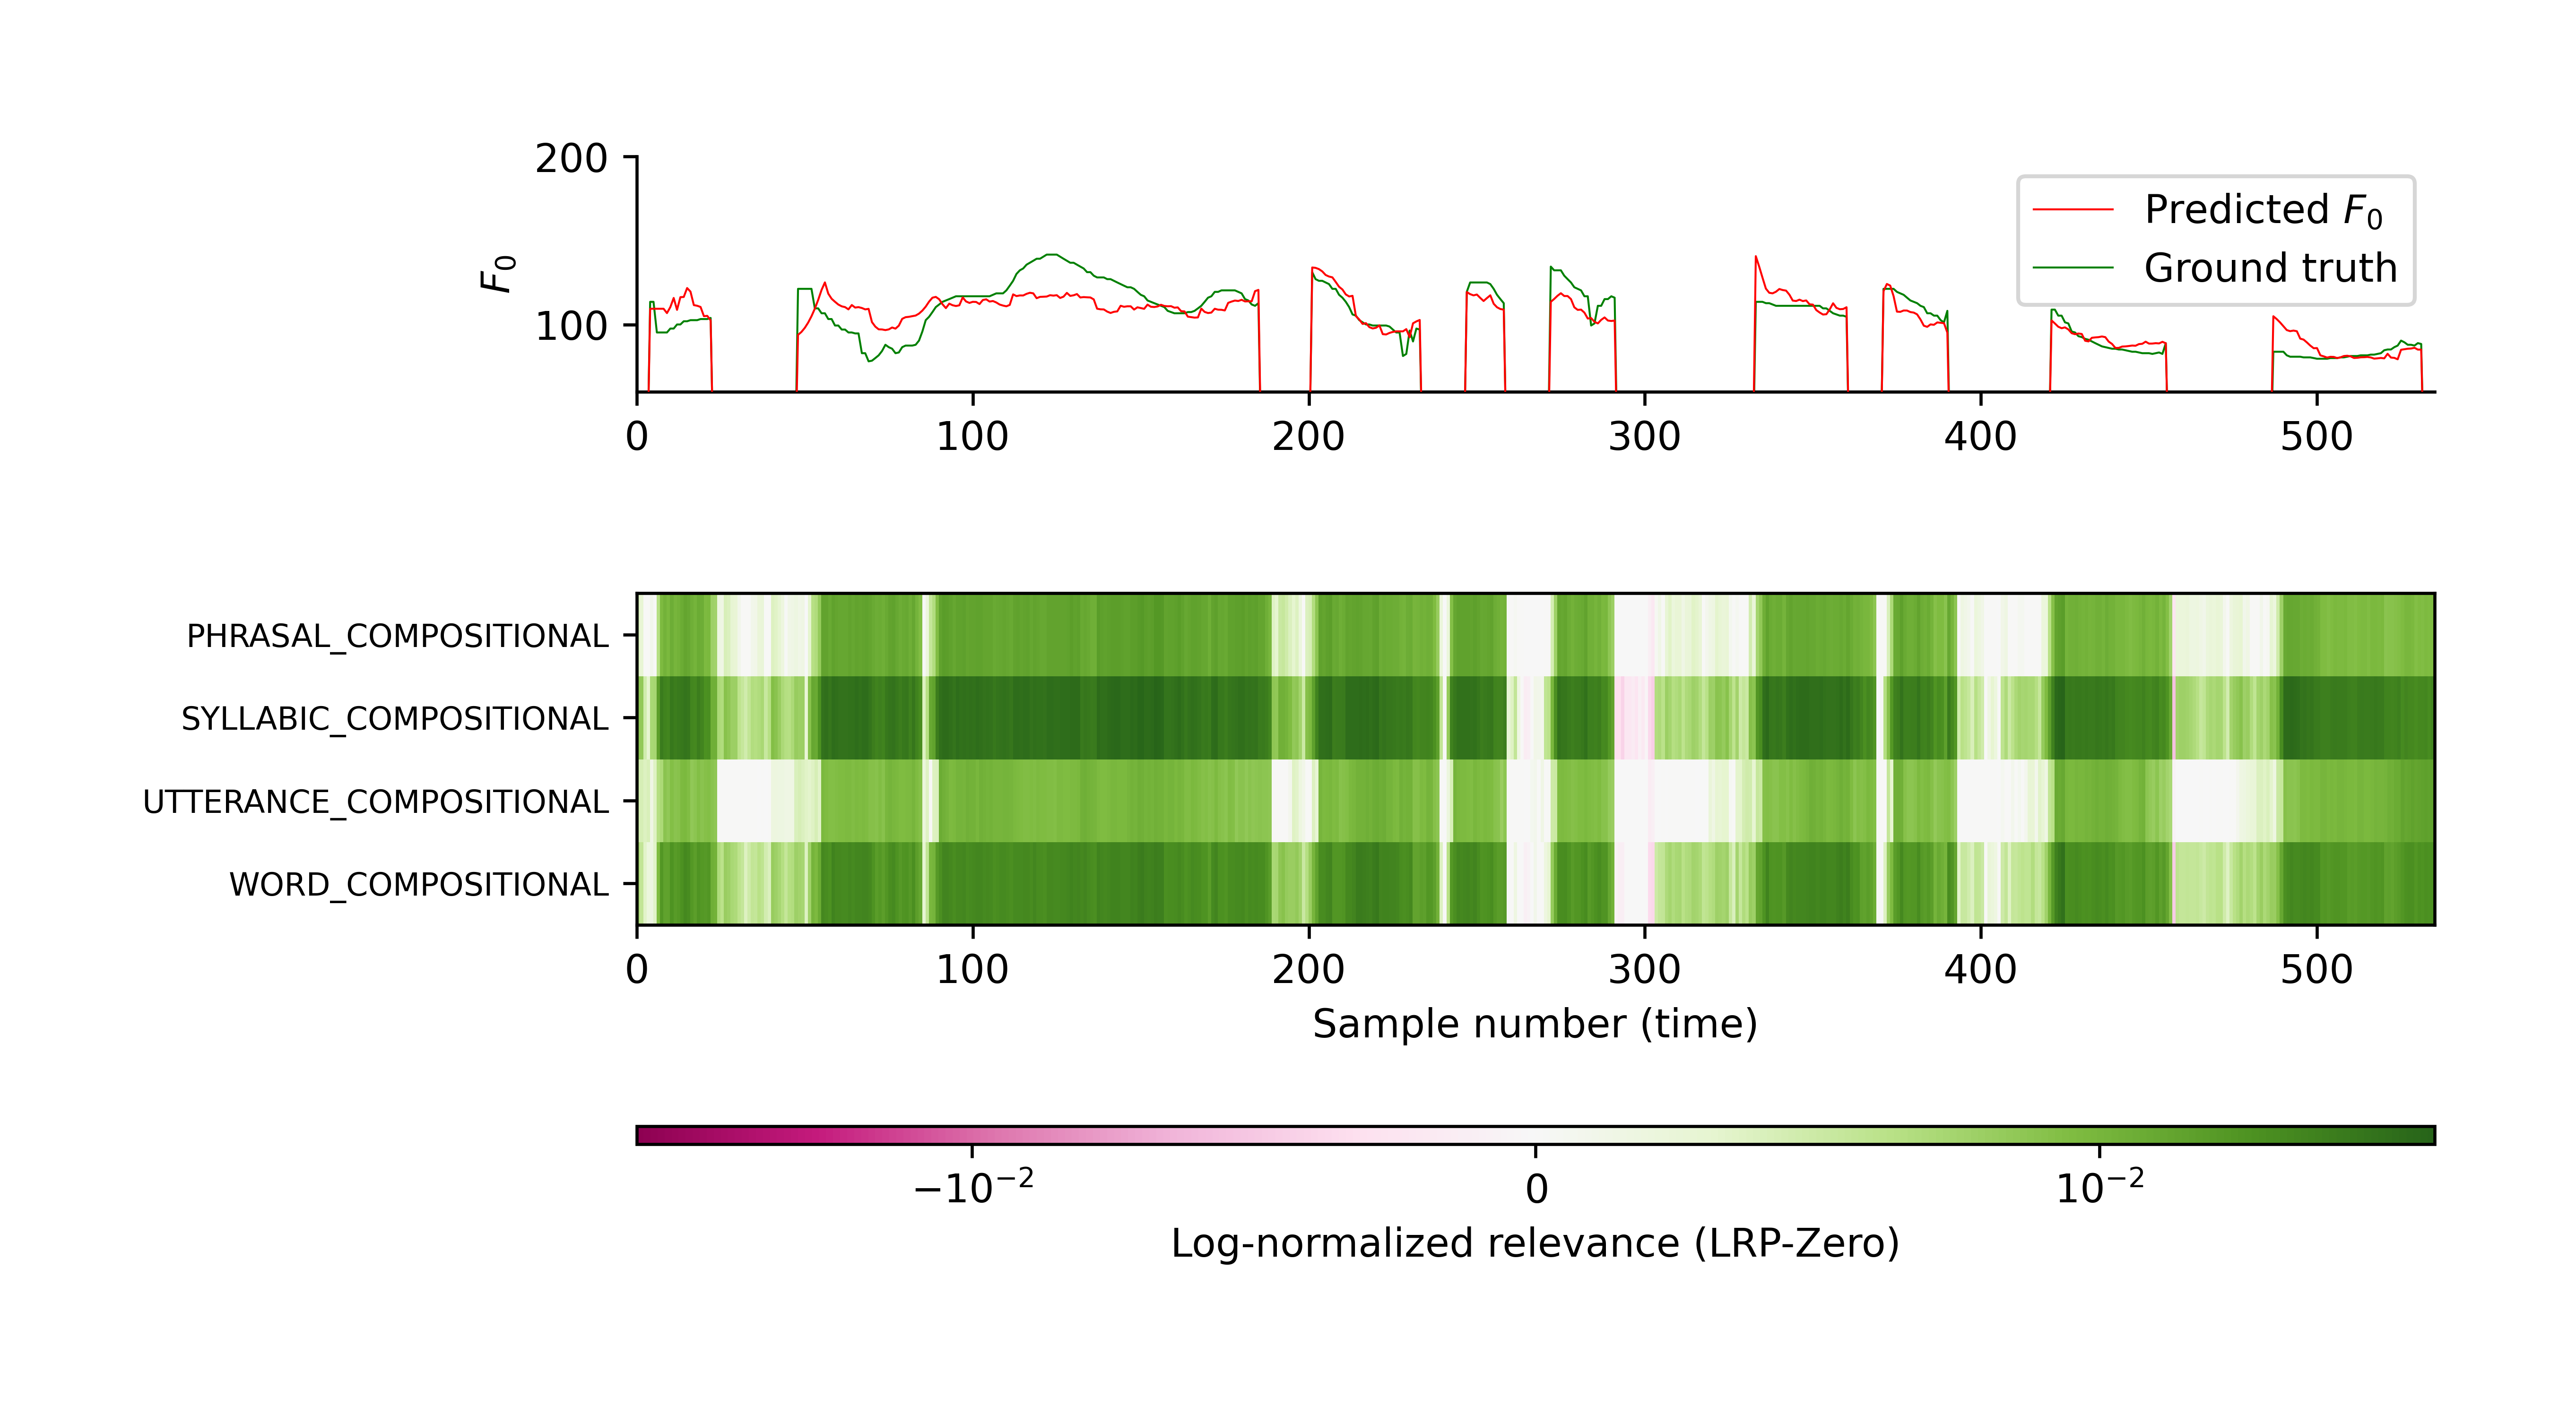 200
100
F₀
Predicted F₀
Ground truth
0 100 200 300 400 500
PHRASAL_COMPOSITIONAL
SYLLABIC_COMPOSITIONAL
UTTERANCE_COMPOSITIONAL
WORD_COMPOSITIONAL
0 100 200 300 400 500
Sample number (time)
−10⁻² 0 10⁻²
Log-normalized relevance (LRP-Zero)